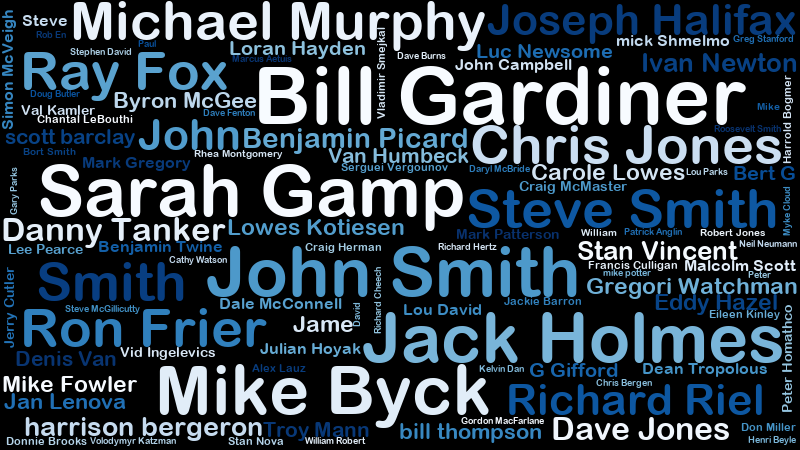 Simon McVeigh
Steve
Michael Murphy
Joseph Halifax
Rob En
Paul
Greg Stanford
Stephen David
Loran Hayden
Vladimir Smejkal
Dave Burns
Luc Newsome
mick Shmelmo
Marcus Aetuis
John Campbell
Ivan Newton
Ray Fox
Bill Gardiner
Harrold Bogmer
Doug Butler
Byron McGee
Val Kamler
Dave Fenton
Mike
Chantal LeBouthi
scott barclay
John
Benjamin Picard
Chris Jones
Roosevelt Smith
Bort Smith
Rhea Montgomery
Van Humbeck
Mark Gregory
Serguei Vergounov
Daryl McBride
Carole Lowes
Lou Parks
Bert G
Gary Parks
Sarah Gamp
Craig McMaster
Steve Smith
Myke Cloud
Danny Tanker
Lowes Kotiesen
Mark Patterson
William
Patrick Anglin
Robert Jones
Lee Pearce
Benjamin Twine
Craig Herman
Richard Hertz
Stan Vincent
Neil Neumann
Cathy Watson
John Smith
Francis Culligan
Malcolm Scott
Smith
mike potter
Peter
Jerry Cutler
Richard Cheech
Gregori Watchman
Dale McConnell
David
Lou David
Jackie Barron
Eddy Hazel
Steve McGillicutty
Eileen Kinley
Ron Frier
Jame
Jack Holmes
Peter Homathco
Denis Van
Vid Ingelevics
Julian Hoyak
Alex Lauz
Kelvin Dan
G Gifford
Dean Tropolous
Mike Fowler
Mike Byck
Chris Bergen
Richard Riel
Jan Lenova
harrison bergeron
Troy Mann
bill thompson
Gordon MacFarlane
Dave Jones
Don Miller
Donnie Brooks
Volodymyr Katzman
Stan Nova
William Robert
Henri Beyle